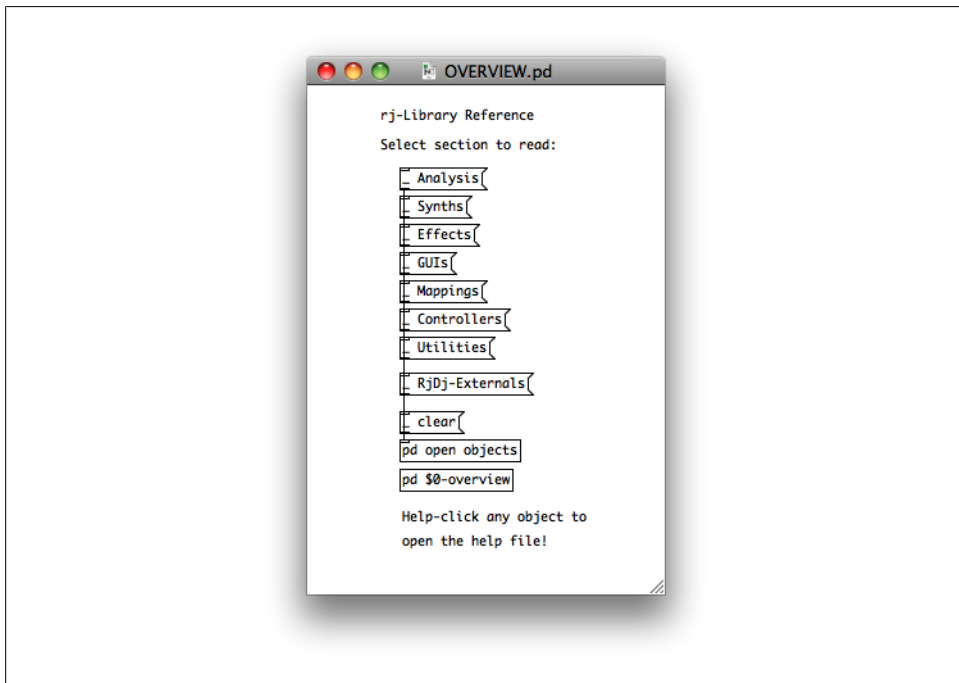 OVERVIEW.pd
rj-Library Reference
Select section to read:
_ Analysis
_ Synths
_ Effects
_ GUIs
_ Mappings
_ Controllers
_ Utilities
_ RjDj-Externals
_ clear
pd open objects
pd $0-overview
Help-click any object to
open the help file!